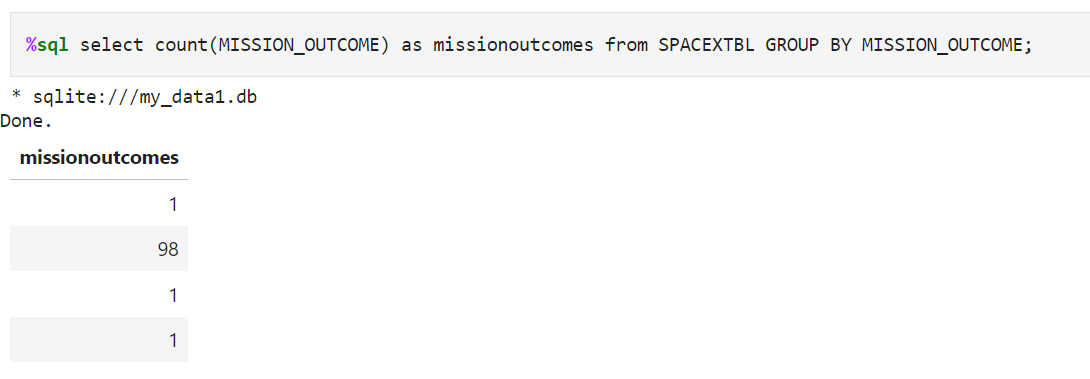 %sql select count(MISSION_OUTCOME) as missionoutcomes from SPACEXTBL GROUP BY MISSION_OUTCOME;
* sqlite:///my_data1.db
Done.
missionoutcomes
1
98
1
1